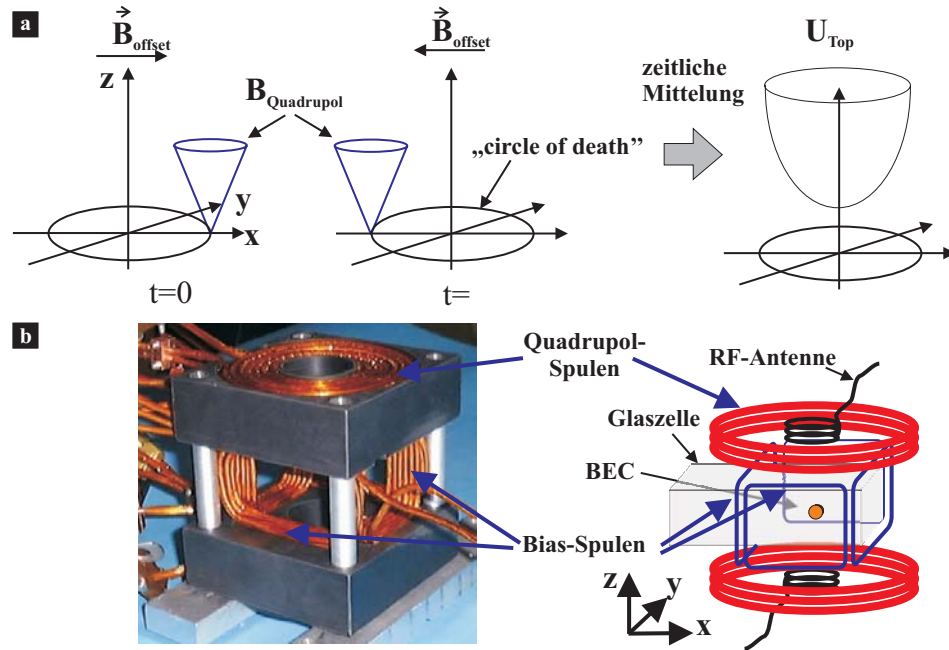 a
B offset
B offset
z
B Quadrupol
y
x
t=0
t=
„circle of death”
zeitliche
Mittelung
U Top
b
Quadrupol-
Spulen
RF-Antenne
Glaszelle
BEC
Bias-Spulen
z
y
x